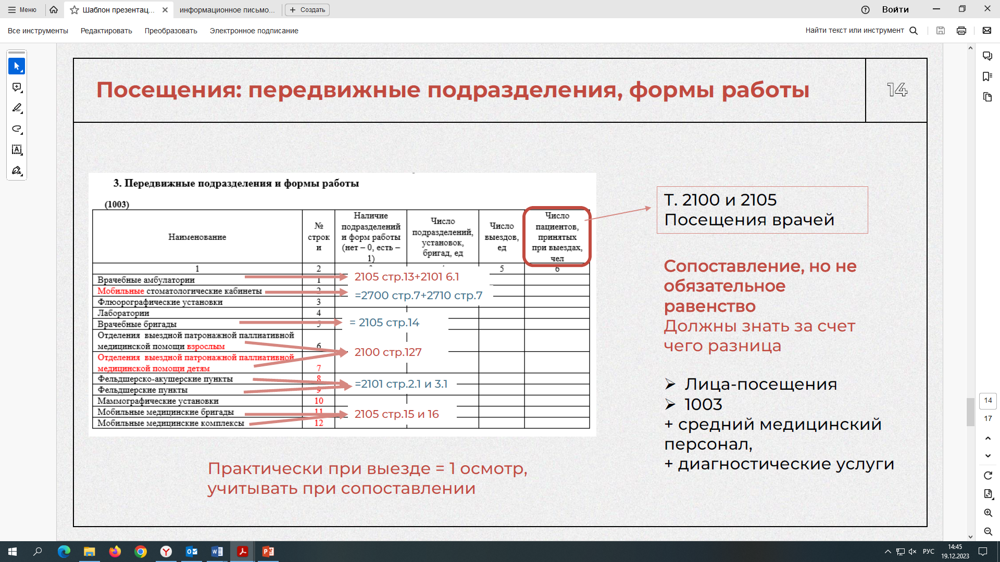 Меню
Шаблон презентац...
информационное письмо...
Создать
Войти
Все инструменты
Редактировать
Преобразовать
Электронное подписание
Найти текст или инструмент
Посещения: передвижные подразделения, формы работы
14
3. Передвижные подразделения и формы работы
(1003)
Наименование
№
строк
и
Наличие
подразделений
и форм работы
(нет – 0, есть –
1)
Число
подразделений,
установок,
бригад, ед
Число
выездов,
ед
Число
пациентов,
принятых
при выездах,
чел
1
2
5
6
Врачебные амбулатории
1
2105 стр.13+2101 6.1
Мобильные стоматологические кабинеты
2
=2700 стр.7+2710 стр.7
Флюорографические установки
3
Лаборатории
4
Врачебные бригады
5
= 2105 стр.14
Отделения выездной патронажной паллиативной
медицинской помощи взрослым
6
2100 стр.127
Отделения выездной патронажной паллиативной
медицинской помощи детям
7
Фельдшерско-акушерские пункты
8
=2101 стр.2.1 и 3.1
Фельдшерские пункты
9
Маммографические установки
10
Мобильные медицинские бригады
11
2105 стр.15 и 16
Мобильные медицинские комплексы
12
Т. 2100 и 2105
Посещения врачей
Сопоставление, но не
обязательное
равенство
Должны знать за счет
чего разница
Лица-посещения
1003
+ средний медицинский
персонал,
+ диагностические услуги
Практически при выезде = 1 осмотр,
учитывать при сопоставлении
14
17
РУС
14:45
19.12.2023